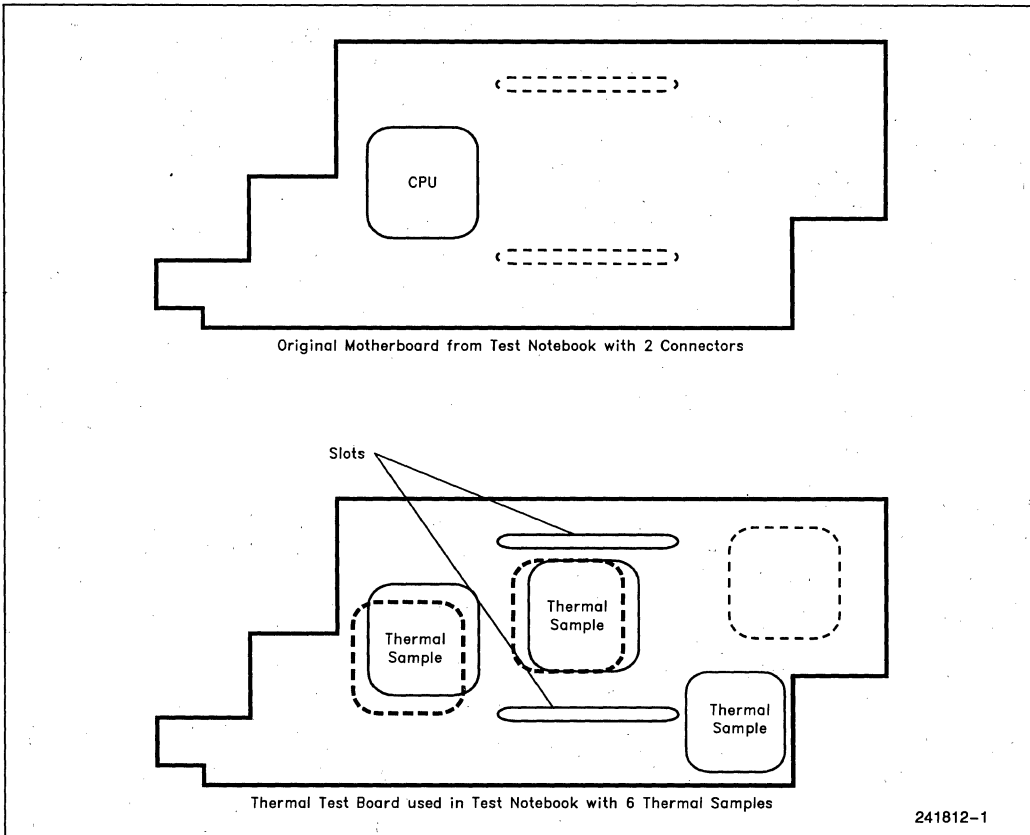 CPU
Original Motherboard from Test Notebook with 2 Connectors
Slots
Thermal
Sample
Thermal
Sample
Thermal
Sample
Thermal Test Board used in Test Notebook with 6 Thermal Samples
241812-1